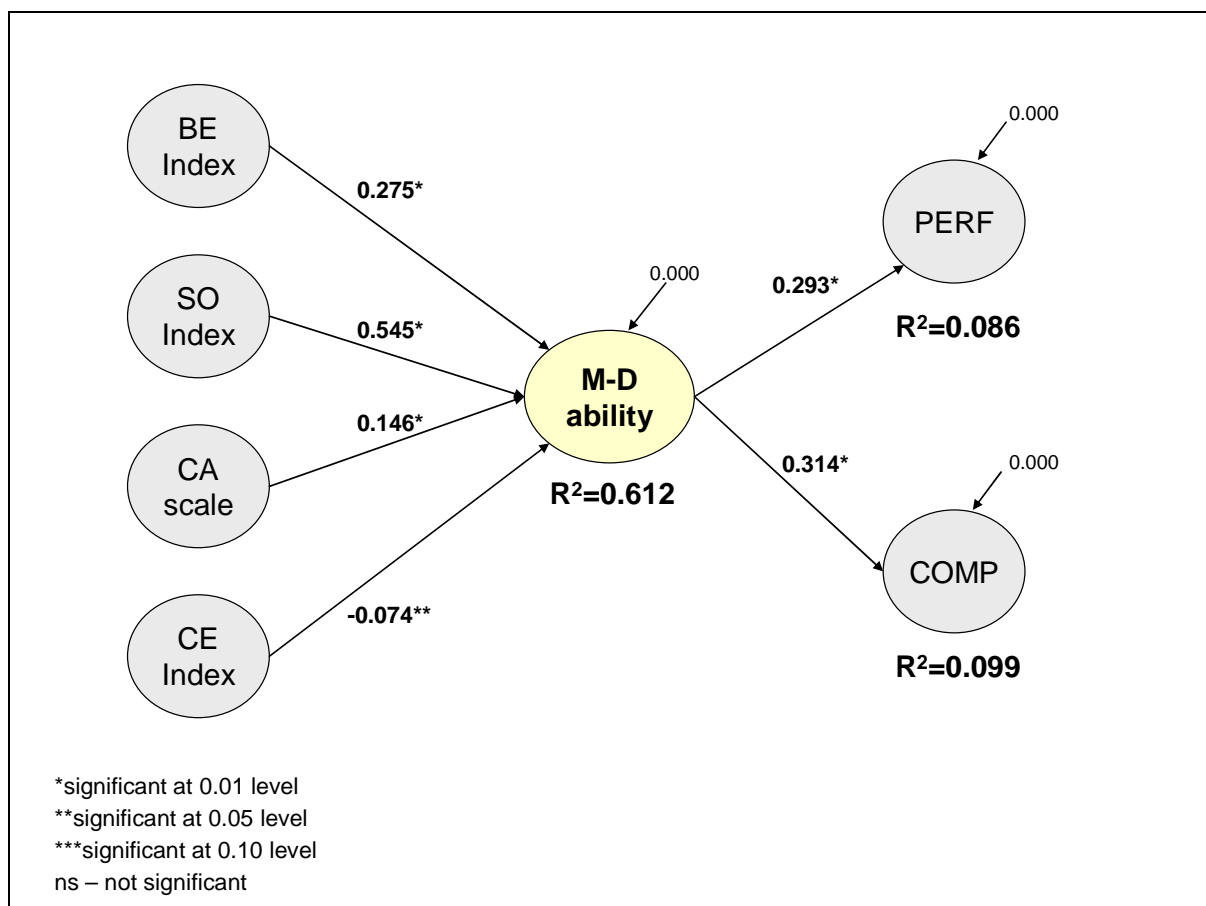 BE
Index
SO
Index
CA
scale
CE
Index
0.275*
0.545*
0.146*
-0.074**
0.000
M-D
ability
R²=0.612
0.293*
0.314*
0.000
PERF
R²=0.086
0.000
COMP
R²=0.099
*significant at 0.01 level
**significant at 0.05 level
***significant at 0.10 level
ns – not significant